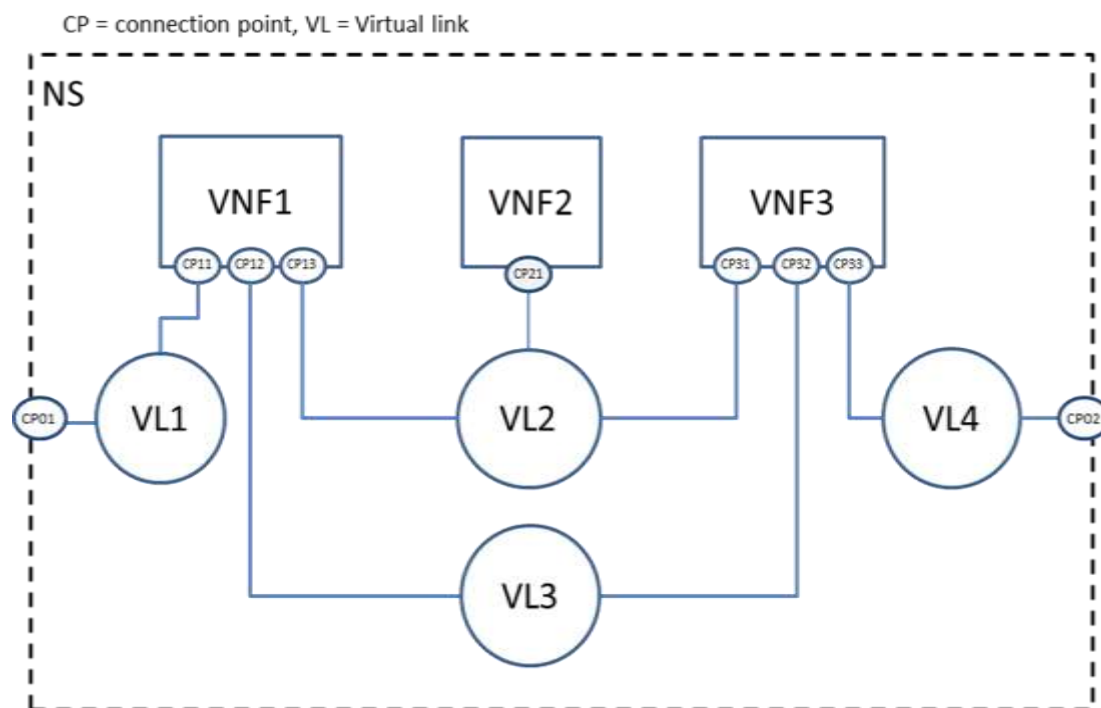 CP = connection point, VL = Virtual link
NS
VNF1
VNF2
VNF3
CP11
CP12
CP13
CP21
CP31
CP32
CP33
CP01
VL1
VL2
VL4
CP02
VL3